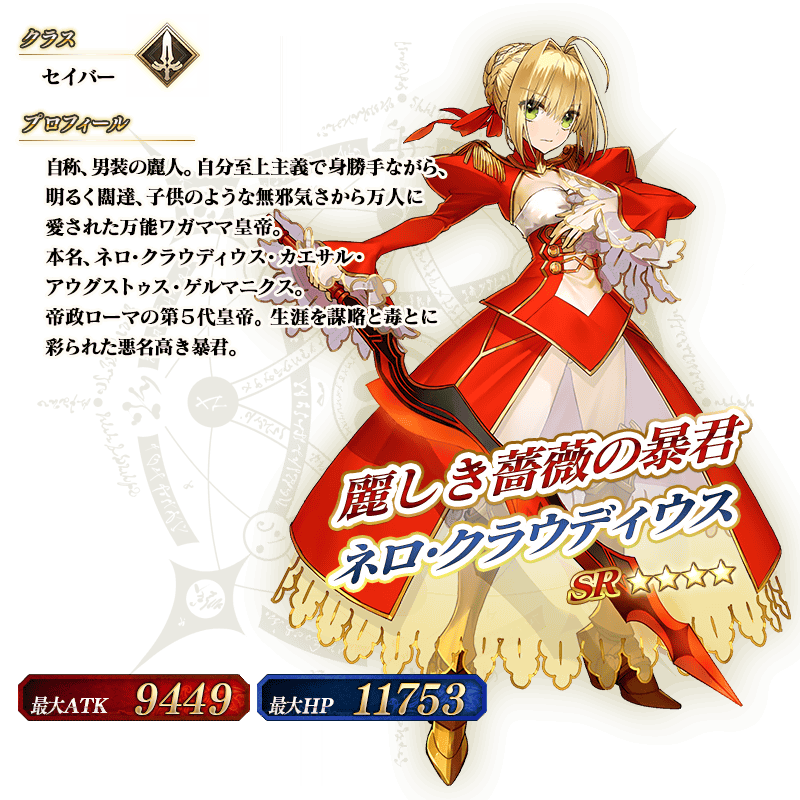 クラス
セイバー
プロフィール
自称、男装の麗人。自分至上主義で身勝手ながら、
明るく闊達、子供のような無邪気さから万人に
愛された万能ワガママ皇帝。
本名、ネロ・クラウディウス・カエサル・
アウグストゥス・ゲルマニクス。
帝政ローマの第5代皇帝。生涯を謀略と毒とに
彩られた悪名高き暴君。
麗しき薔薇の暴君
ネロ・クラウディウス
SR ★★★★
最大ATK 9449
最大HP 11753